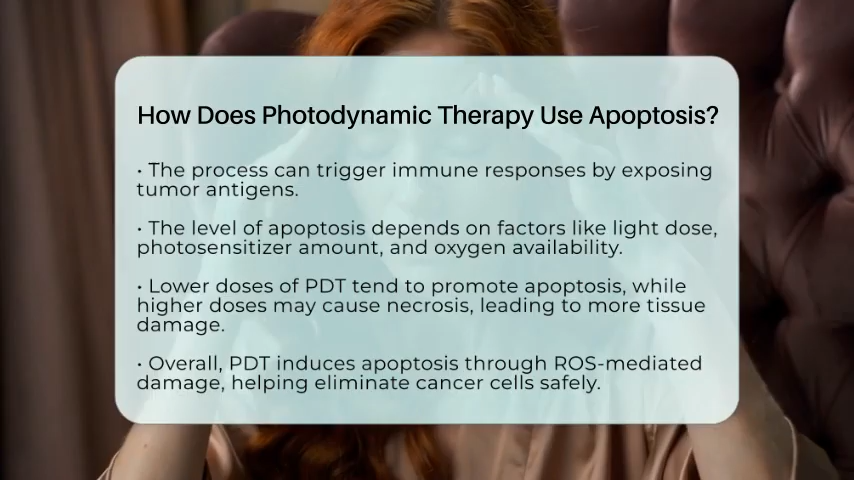 How Does Photodynamic Therapy Use Apoptosis?
• The process can trigger immune responses by exposing
tumor antigens.
• The level of apoptosis depends on factors like light dose,
photosensitizer amount, and oxygen availability.
• Lower doses of PDT tend to promote apoptosis, while
higher doses may cause necrosis, leading to more tissue
damage.
• Overall, PDT induces apoptosis through ROS-mediated
damage, helping eliminate cancer cells safely.